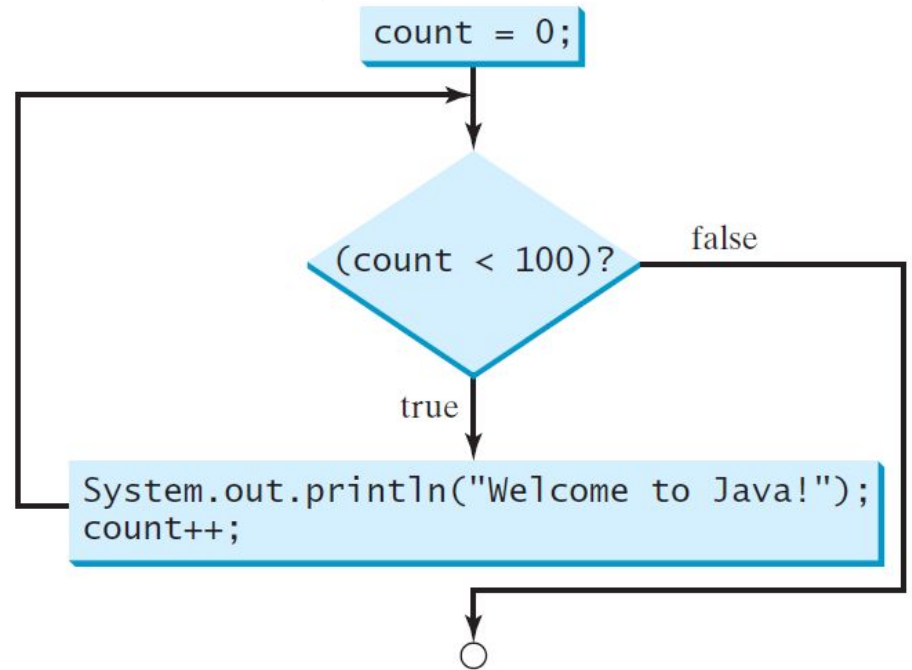 count = 0;
(count < 100)?
false
true
System.out.println("Welcome to Java!");
count++;